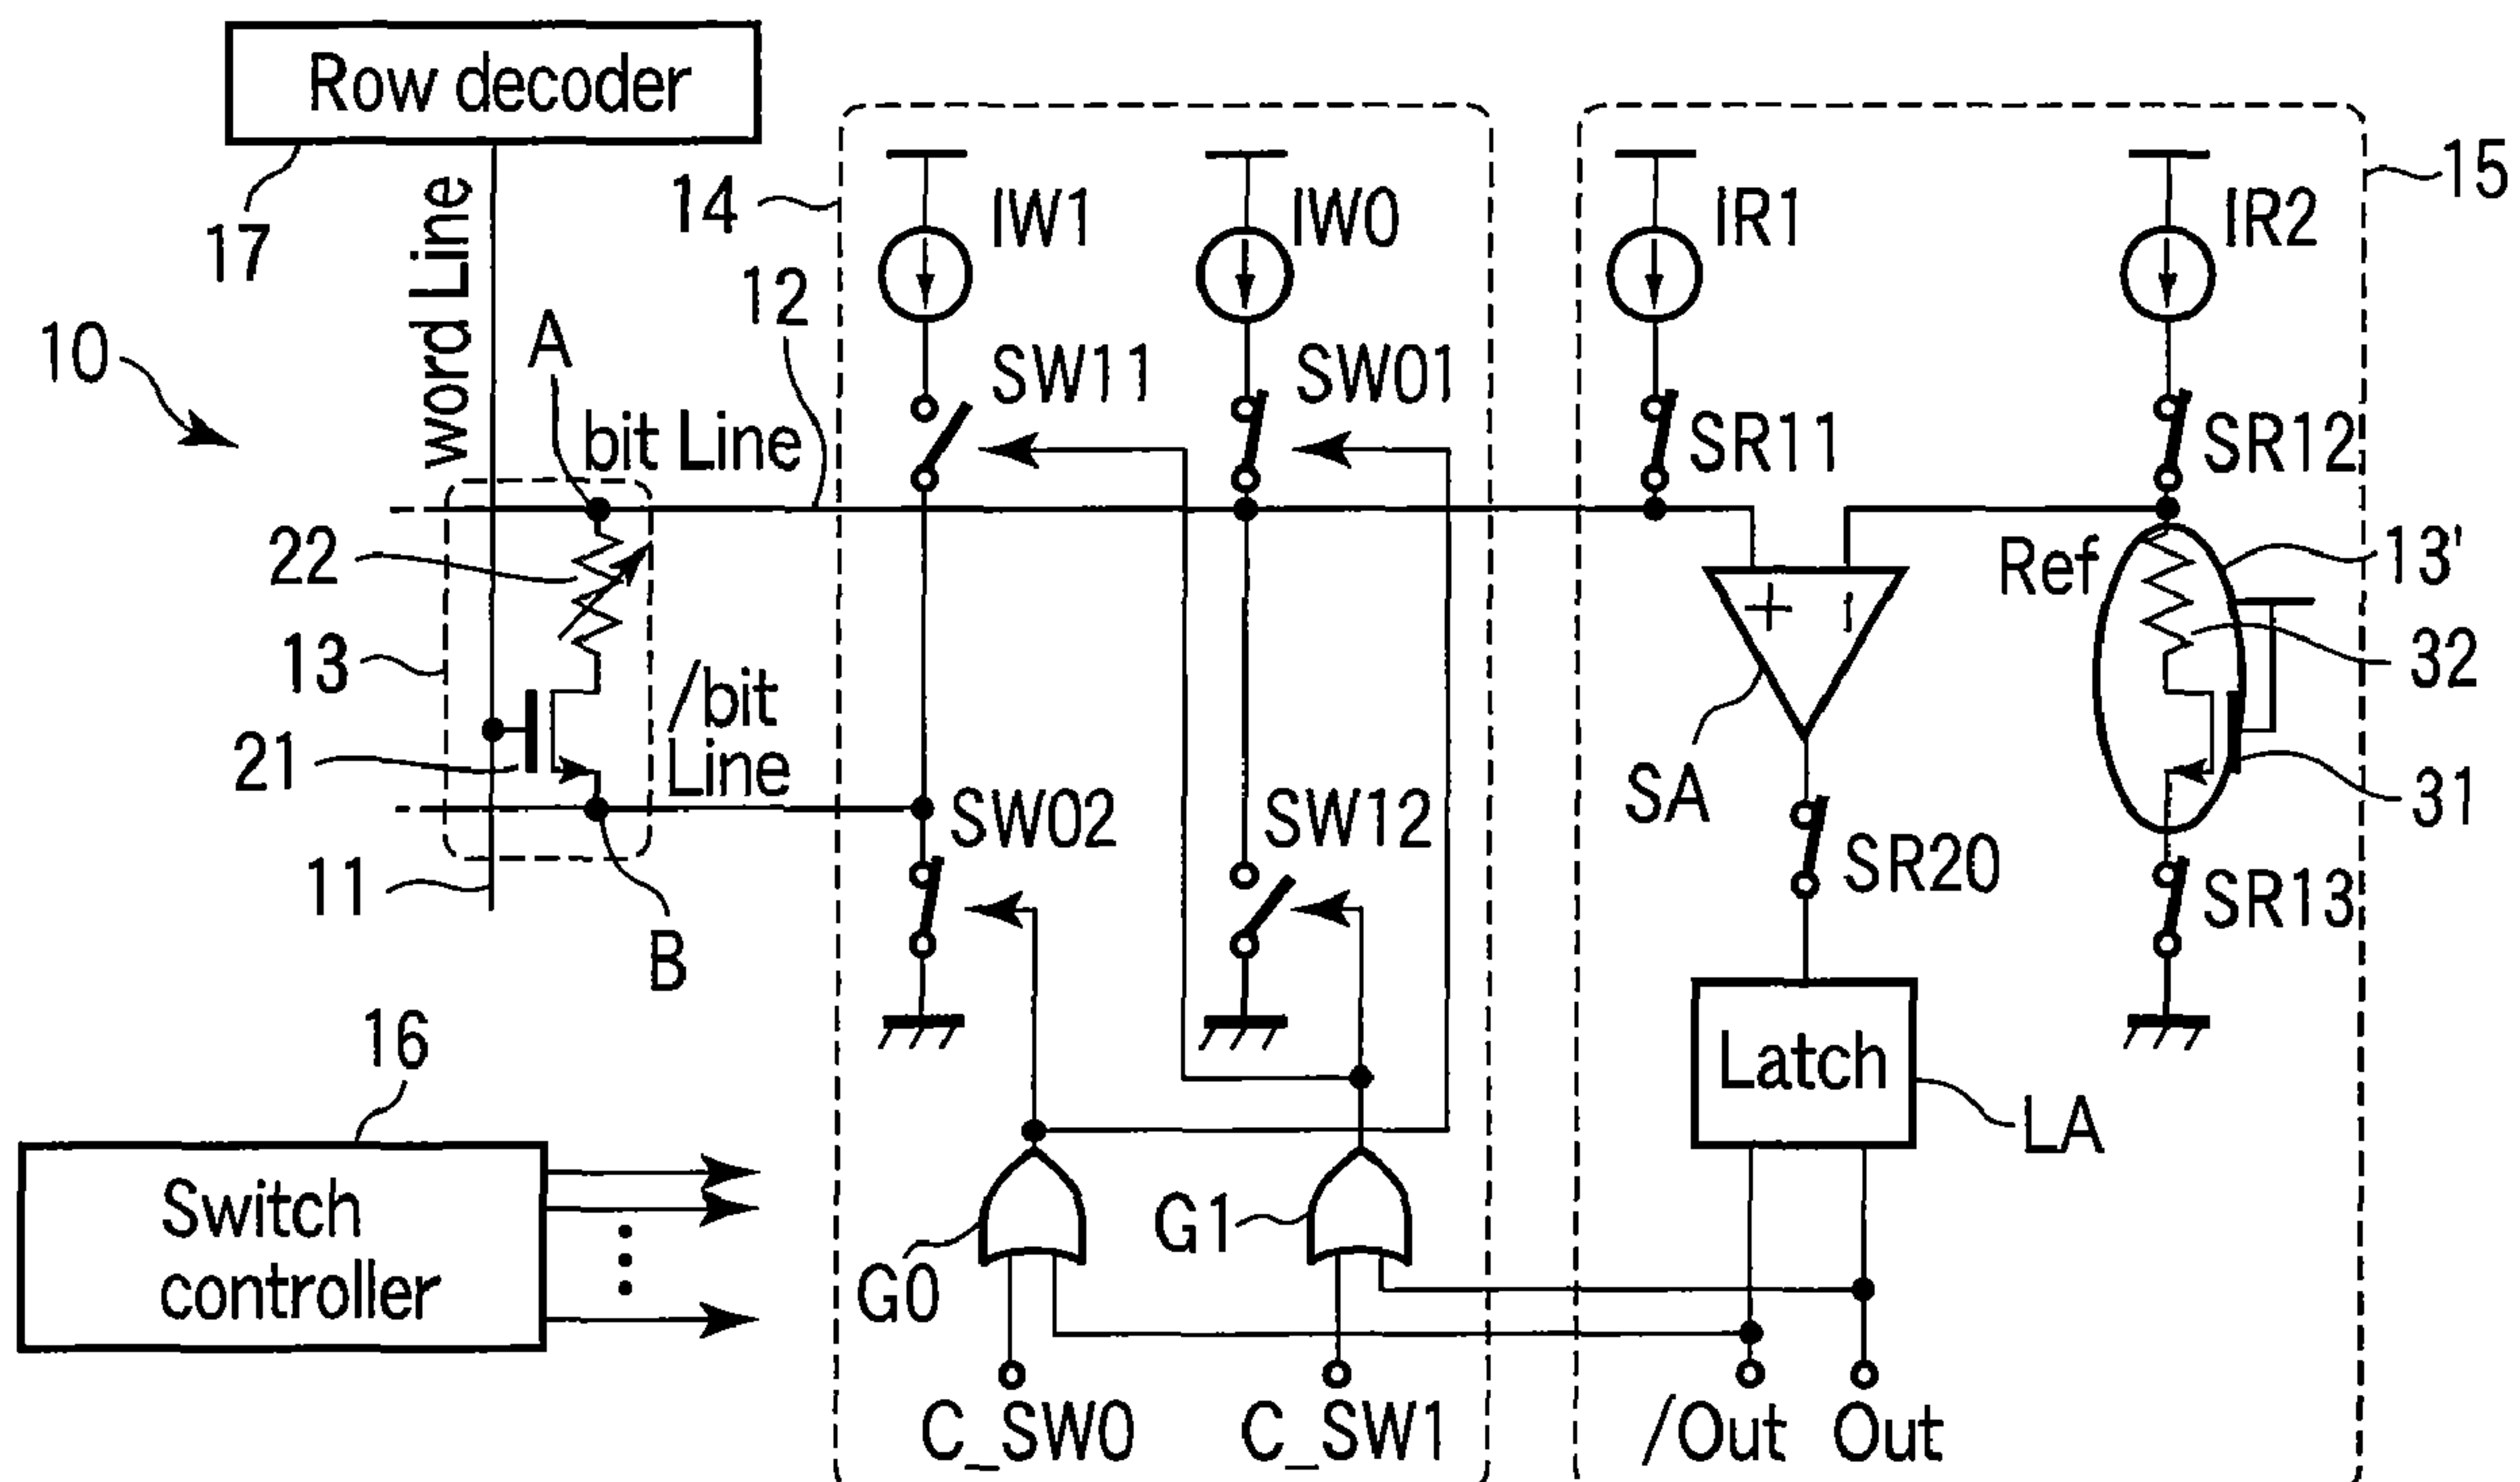 Row decoder
17
word Line
10
A
bit Line
12
14
IW1
IW0
IR1
IR2
15
SW11
SW01
SR11
SR12
22
13
21
/bit
Line
11
B
SW02
SW12
+
−
SA
Ref
13'
32
31
SR20
SR13
16
Switch
controller
Latch
LA
G0
G1
C_SW0
C_SW1
/Out
Out